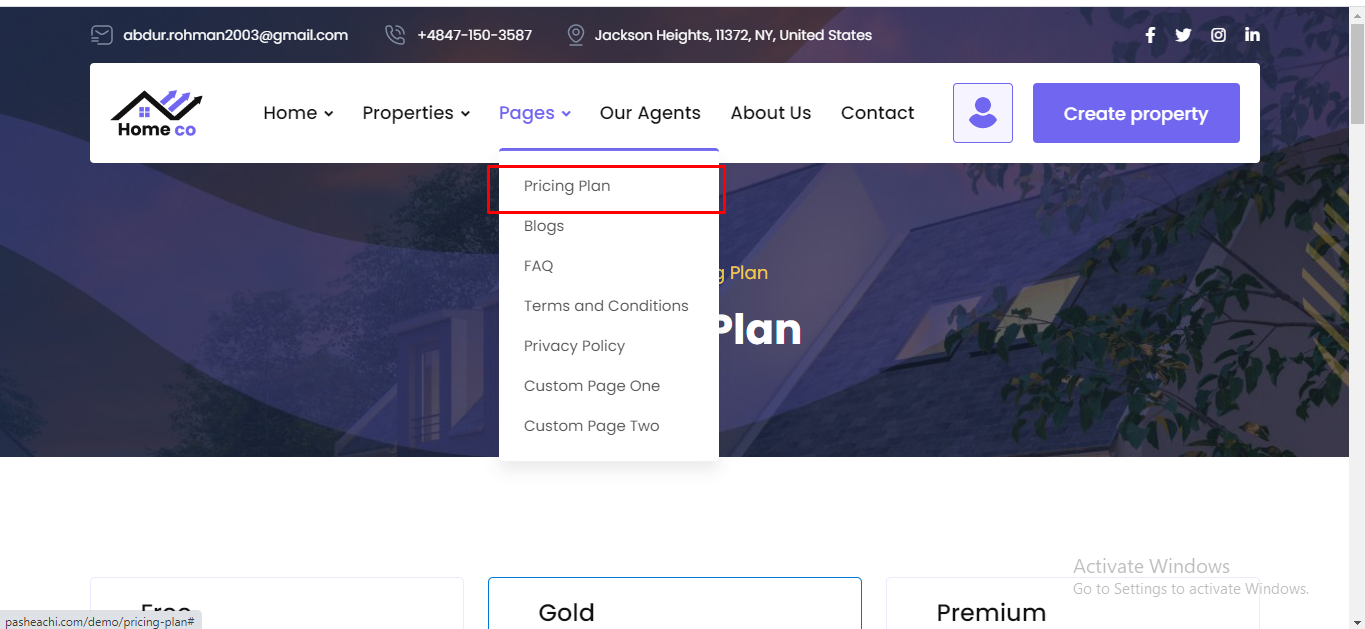 abdur.rohman2003@gmail.com +4847-150-3587 Jackson Heights, 11372, NY, United States
Home co
Home Properties Pages Our Agents About Us Contact Create property
Pricing Plan
Blogs
FAQ
g Plan
Terms and Conditions
Plan
Privacy Policy
Custom Page One
Custom Page Two
Activate Windows
Go to Settings to activate Windows.
Free Gold Premium
pasheachi.com/demo/pricing-plan#